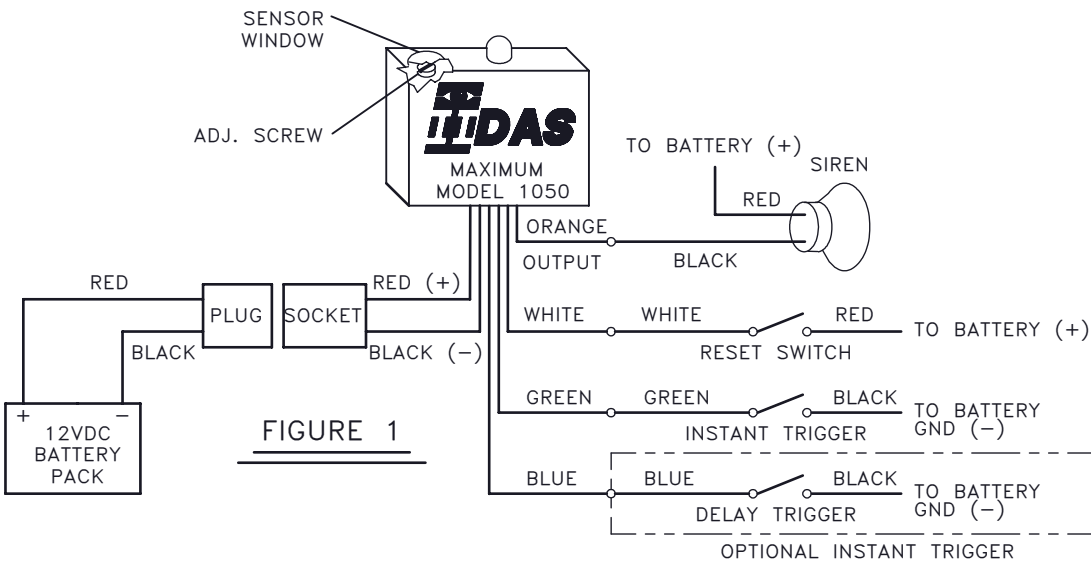 SENSOR
WINDOW
ADJ. SCREW
DAS
MAXIMUM
MODEL 1050
TO BATTERY (+)
SIREN
RED
ORANGE
OUTPUT
BLACK
RED
RED (+)
PLUG
SOCKET
BLACK
BLACK (−)
WHITE
WHITE
RED
TO BATTERY (+)
RESET SWITCH
GREEN
GREEN
BLACK
TO BATTERY
GND (−)
INSTANT TRIGGER
+
−
12VDC
BATTERY
PACK
FIGURE 1
BLUE
BLUE
BLACK
TO BATTERY
GND (−)
DELAY TRIGGER
OPTIONAL INSTANT TRIGGER